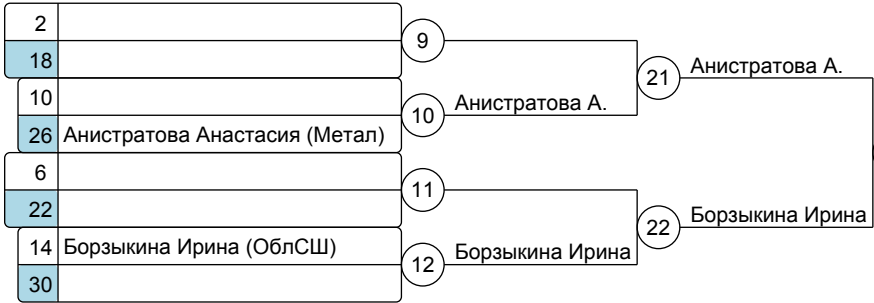 2
9
18
21 Анистратова А.
10
10 Анистратова А.
26 Анистратова Анастасия (Метал)
6
11
22
22 Борзыкина Ирина
14 Борзыкина Ирина (ОблСШ)
12 Борзыкина Ирина
30